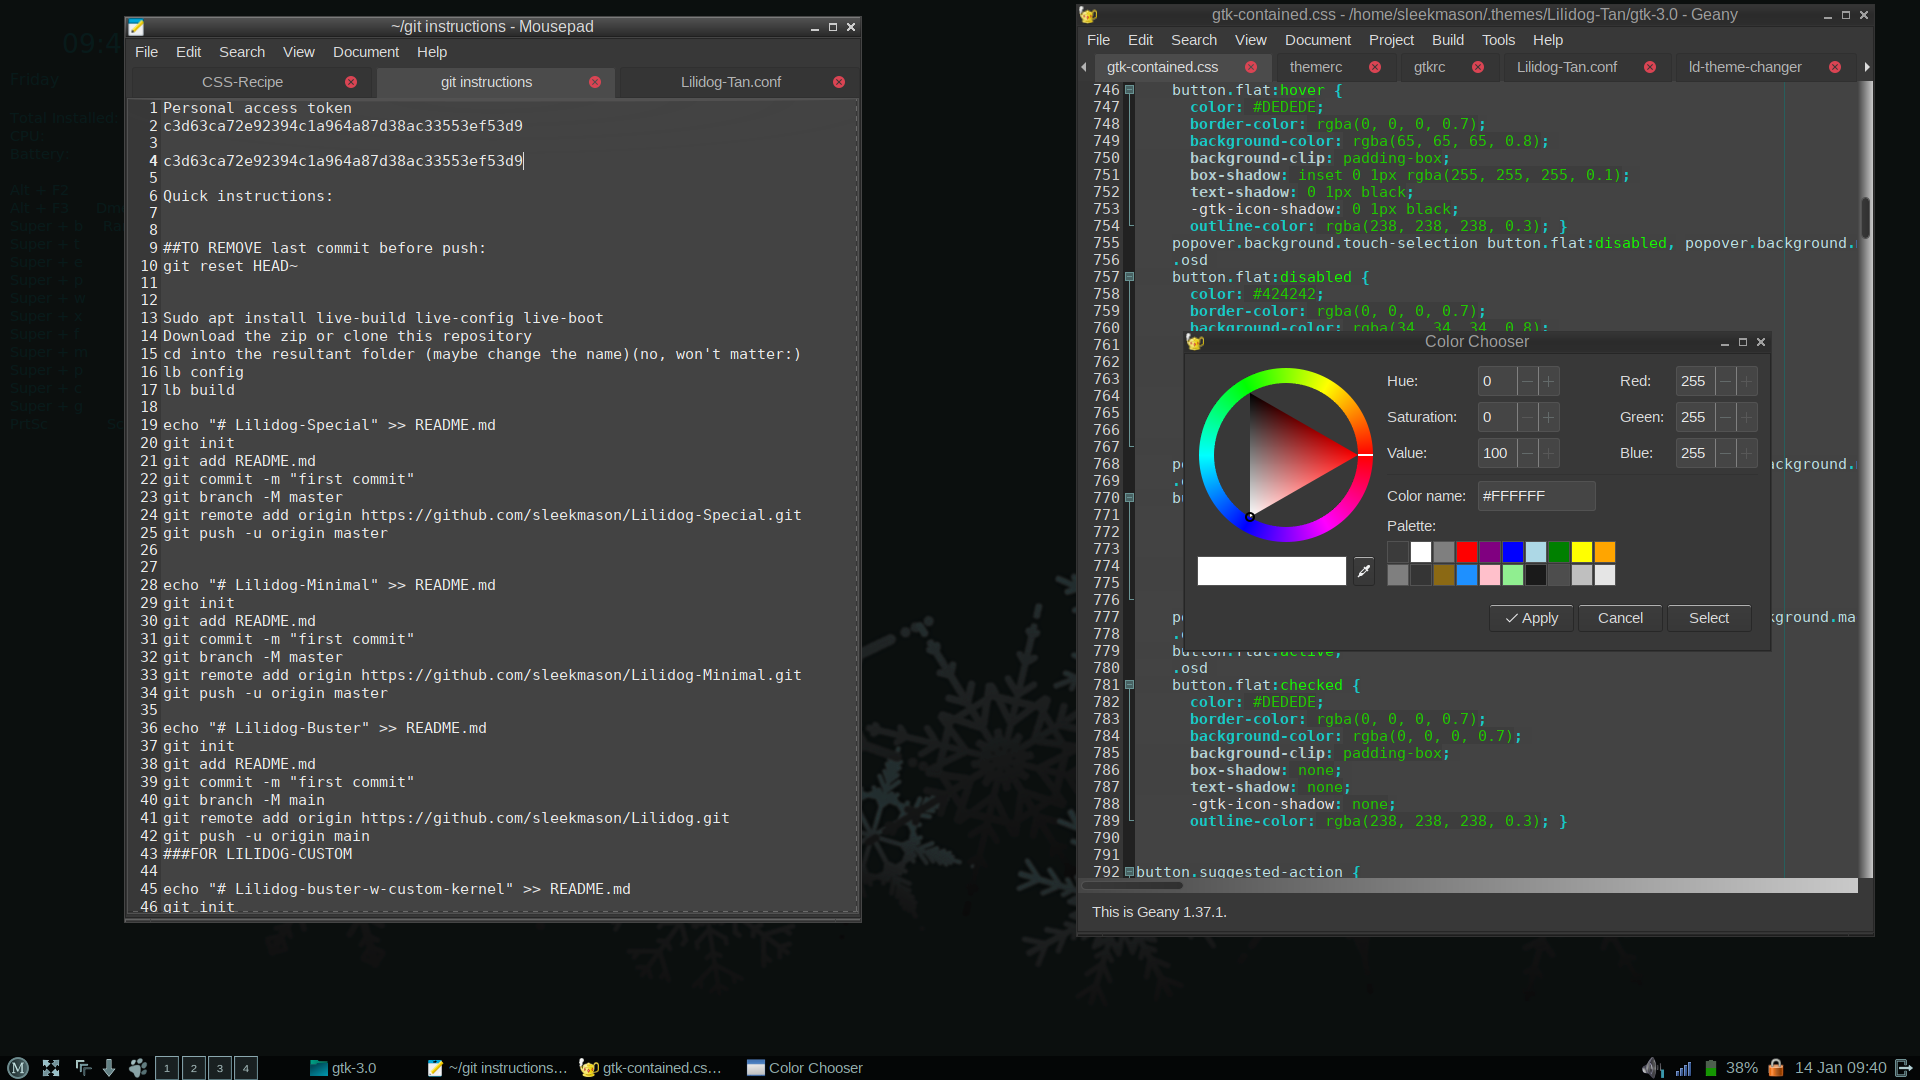 ~/git instructions - Mousepad
File Edit Search View Document Help
CSS-Recipe git instructions Lilidog-Tan.conf
1 Personal access token
2 c3d63ca72e92394c1a964a87d38ac33553ef53d9
3
4 c3d63ca72e92394c1a964a87d38ac33553ef53d9
5
6 Quick instructions:
7
8
9 ##TO REMOVE last commit before push:
10 git reset HEAD~
11
12
13 Sudo apt install live-build live-config live-boot
14 Download the zip or clone this repository
15 cd into the resultant folder (maybe change the name)(no, won't matter:)
16 lb config
17 lb build
18
19 echo "# Lilidog-Special" >> README.md
20 git init
21 git add README.md
22 git commit -m "first commit"
23 git branch -M master
24 git remote add origin https://github.com/sleekmason/Lilidog-Special.git
25 git push -u origin master
26
27
28 echo "# Lilidog-Minimal" >> README.md
29 git init
30 git add README.md
31 git commit -m "first commit"
32 git branch -M master
33 git remote add origin https://github.com/sleekmason/Lilidog-Minimal.git
34 git push -u origin master
35
36 echo "# Lilidog-Buster" >> README.md
37 git init
38 git add README.md
39 git commit -m "first commit"
40 git branch -M main
41 git remote add origin https://github.com/sleekmason/Lilidog.git
42 git push -u origin main
43 ###FOR LILIDOG-CUSTOM
44
45 echo "# Lilidog-buster-w-custom-kernel" >> README.md
46 git init
gtk-contained.css - /home/sleekmason/.themes/Lilidog-Tan/gtk-3.0 - Geany
File Edit Search View Document Project Build Tools Help
gtk-contained.css themerc gtkrc Lilidog-Tan.conf ld-theme-changer
746 button.flat:hover {
747 color: #DEDEDE;
748 border-color: rgba(0, 0, 0, 0.7);
749 background-color: rgba(65, 65, 65, 0.8);
750 background-clip: padding-box;
751 box-shadow: inset 0 1px rgba(255, 255, 255, 0.1);
752 text-shadow: 0 1px black;
753 -gtk-icon-shadow: 0 1px black;
754 outline-color: rgba(238, 238, 238, 0.3); }
755 popover.background.touch-selection button.flat:disabled, popover.background.
756 .osd
757 button.flat:disabled {
758 color: #424242;
759 border-color: rgba(0, 0, 0, 0.7);
760 background-color: rgba(34, 34, 34, 0.8);
761
762
763
764
765
766
767
768
769
770
771
772
773
774
775
776
777
778
779 button.flat:active,
780 .osd
781 button.flat:checked {
782 color: #DEDEDE;
783 border-color: rgba(0, 0, 0, 0.7);
784 background-color: rgba(0, 0, 0, 0.7);
785 background-clip: padding-box;
786 box-shadow: none;
787 text-shadow: none;
788 -gtk-icon-shadow: none;
789 outline-color: rgba(238, 238, 238, 0.3); }
790
791
792 button.suggested-action {
This is Geany 1.37.1.
Color Chooser
Hue: 0 Red: 255
Saturation: 0 Green: 255
Value: 100 Blue: 255
Color name: #FFFFFF
Palette:
Apply Cancel Select
09:4
Friday
Total Installed:
CPU
Battery
Alt + F2
Alt + F3
Super + b
Super + t
Super + e
Super + p
Super + w
Super + x
Super + f
Super + m
Super + p
Super + c
Super + g
PrtSc
M 1 2 3 4 gtk-3.0 ~/git instructions... gtk-contained.cs... Color Chooser 38% 14 Jan 09:40